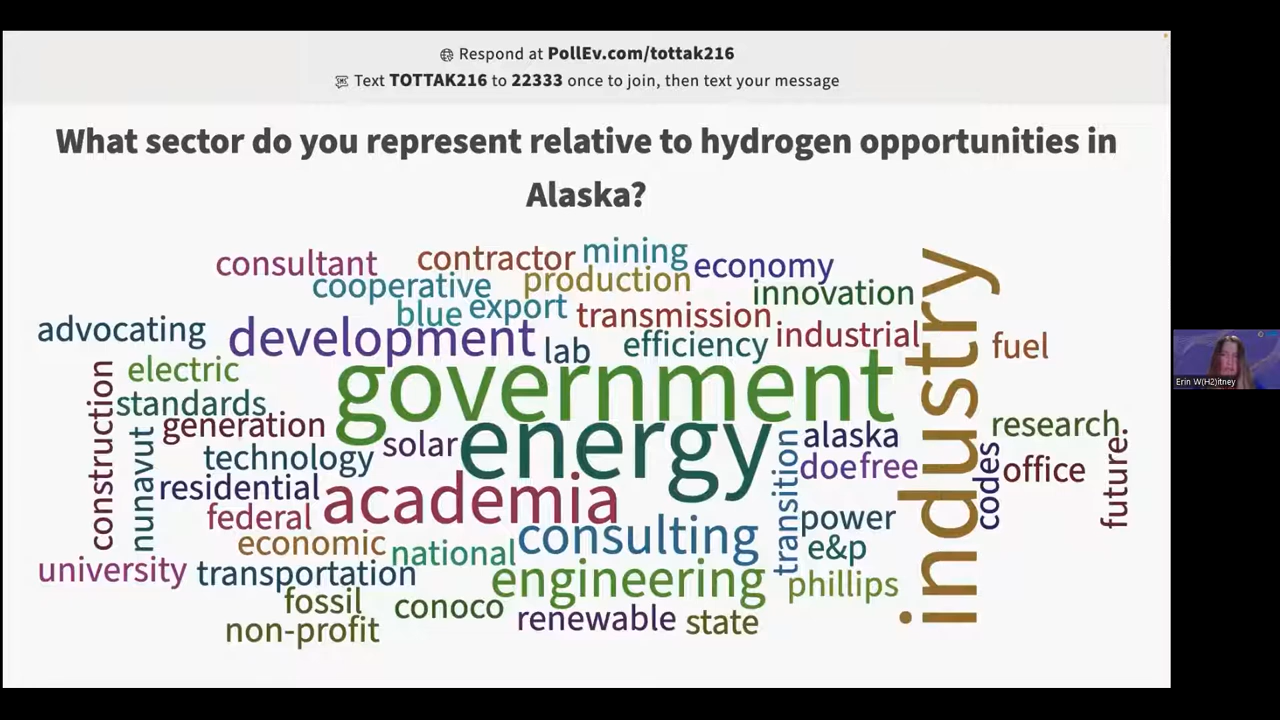 Respond at PollEv.com/tottak216
Text TOTTAK216 to 22333 once to join, then text your message
What sector do you represent relative to hydrogen opportunities in
Alaska?
consultant
contractor
mining
economy
cooperative
production
innovation
blue
export
transmission
industrial
advocating
development
lab
efficiency
fuel
industry
electric
government
standards
construction
generation
solar
energy
alaska
research
nunavut
technology
doe
free
codes
office
future.
residential
academia
transition
federal
power
economic
national
consulting
e&p
university
transportation
engineering
phillips
fossil
conoco
renewable
state
non-profit
Erin W(H2)itney